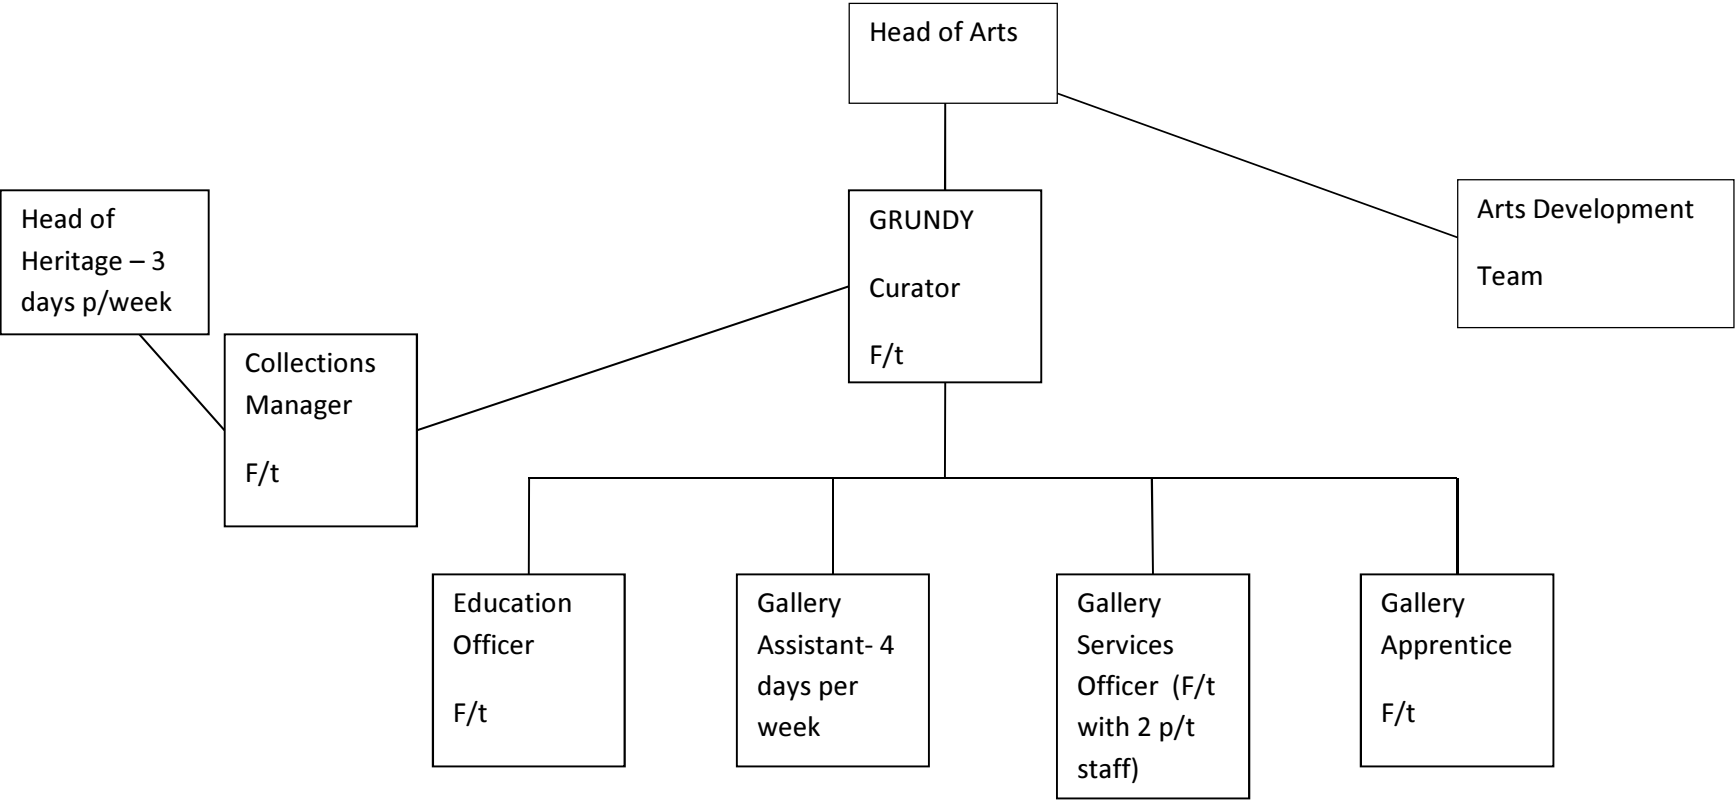 Head of Arts
Head of
Heritage – 3
days p/week
GRUNDY
Curator
F/t
Arts Development
Team
Collections
Manager
F/t
Education
Officer
F/t
Gallery
Assistant- 4
days per
week
Gallery
Services
Officer  (F/t
with 2 p/t
staff)
Gallery
Apprentice
F/t